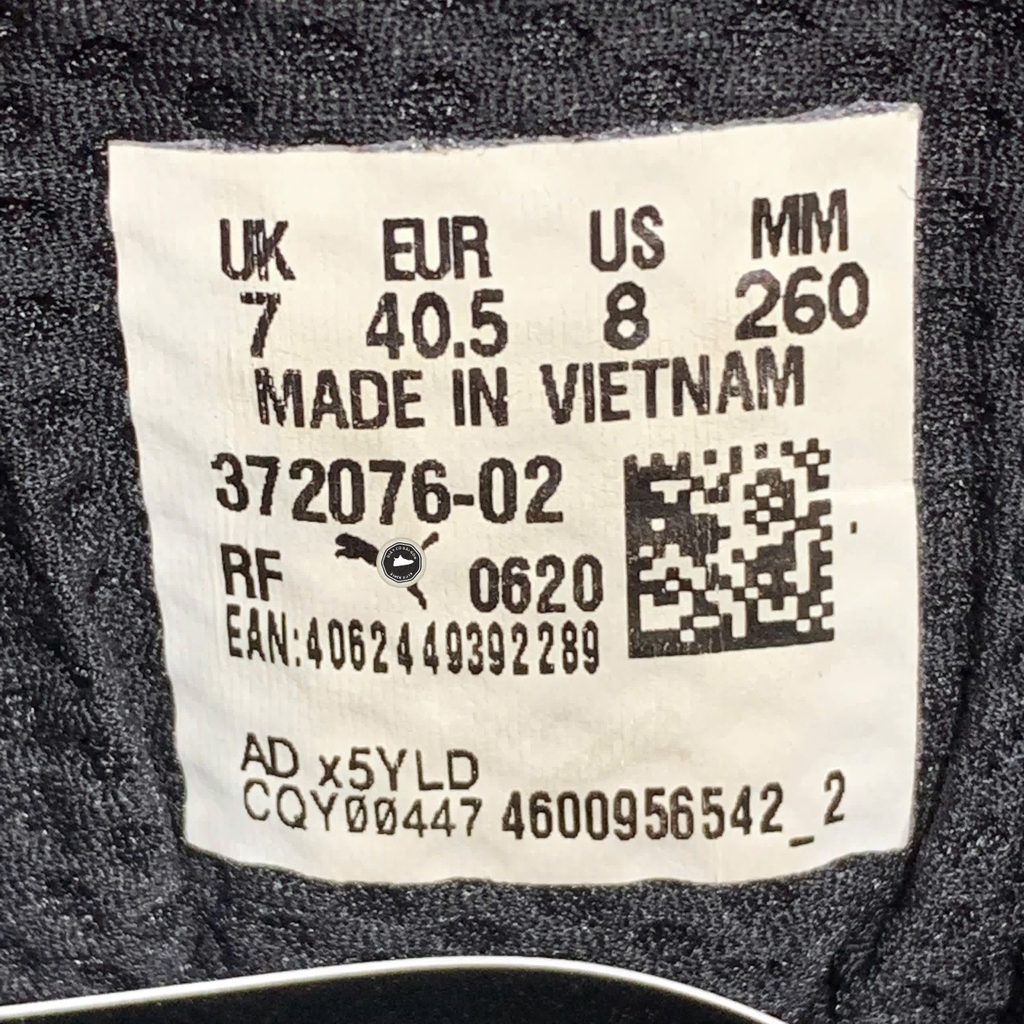 UK EUR US MM
7 40.5 8 260
MADE IN VIETNAM
372076-02
RF 0620
EAN:4062449392289
AD x5YLD
CQY00447 4600956542_2